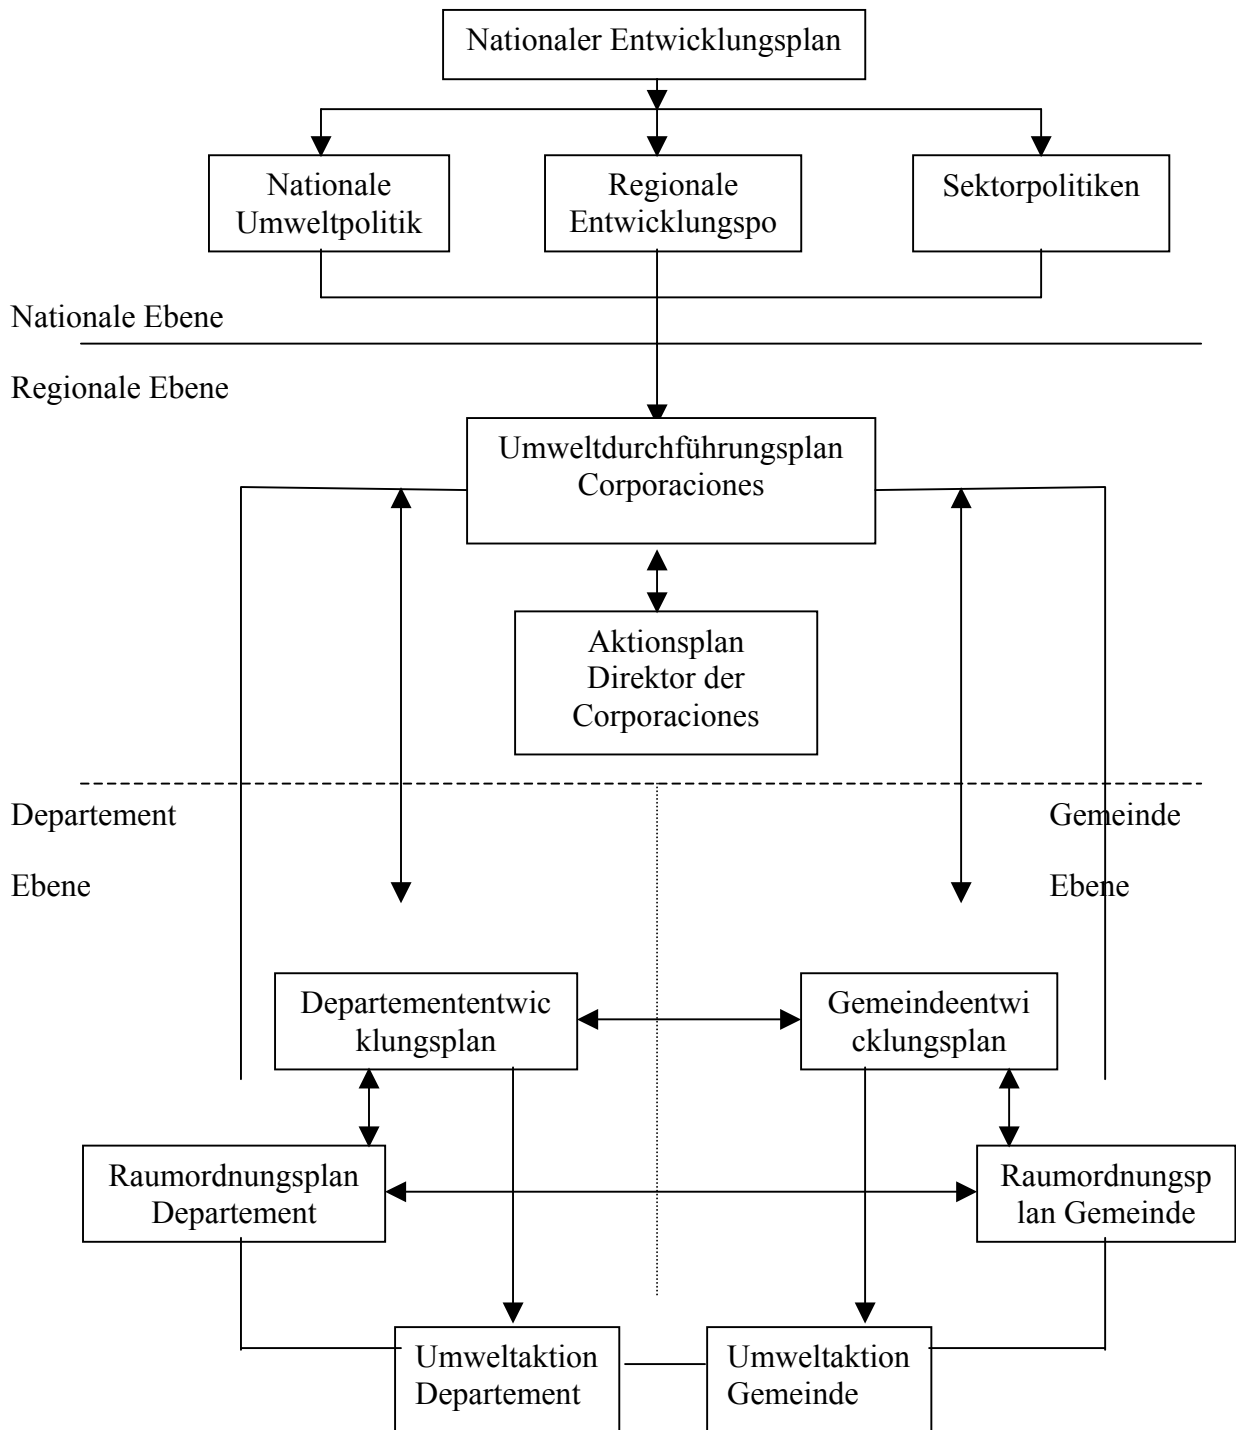 Nationaler Entwicklungsplan
Nationale
Umweltpolitik
Regionale
Entwicklungspo
Sektorpolitiken
Nationale Ebene
Regionale Ebene
Umweltdurchführungsplan
Corporaciones
Aktionsplan
Direktor der
Corporaciones
Departement
Ebene
Gemeinde
Ebene
Departemententwic
klungsplan
Gemeindeentwi
cklungsplan
Raumordnungsplan
Departement
Raumordnungsp
lan Gemeinde
Umweltaktion
Departement
Umweltaktion
Gemeinde